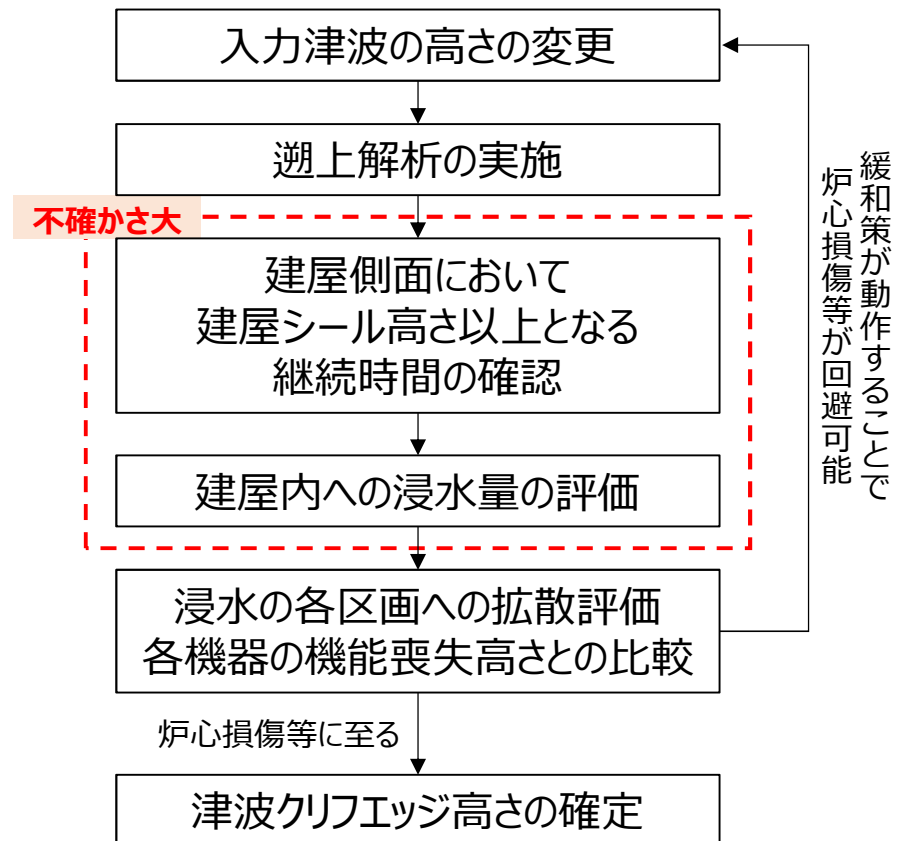 入力津波の高さの変更
遡上解析の実施
不確かさ大
建屋側面において
建屋シール高さ以上となる
継続時間の確認
建屋内への浸水量の評価
浸水の各区画への拡散評価
各機器の機能喪失高さとの比較
緩和策が動作することで
炉心損傷等が回避可能
炉心損傷等に至る
津波クリフエッジ高さの確定